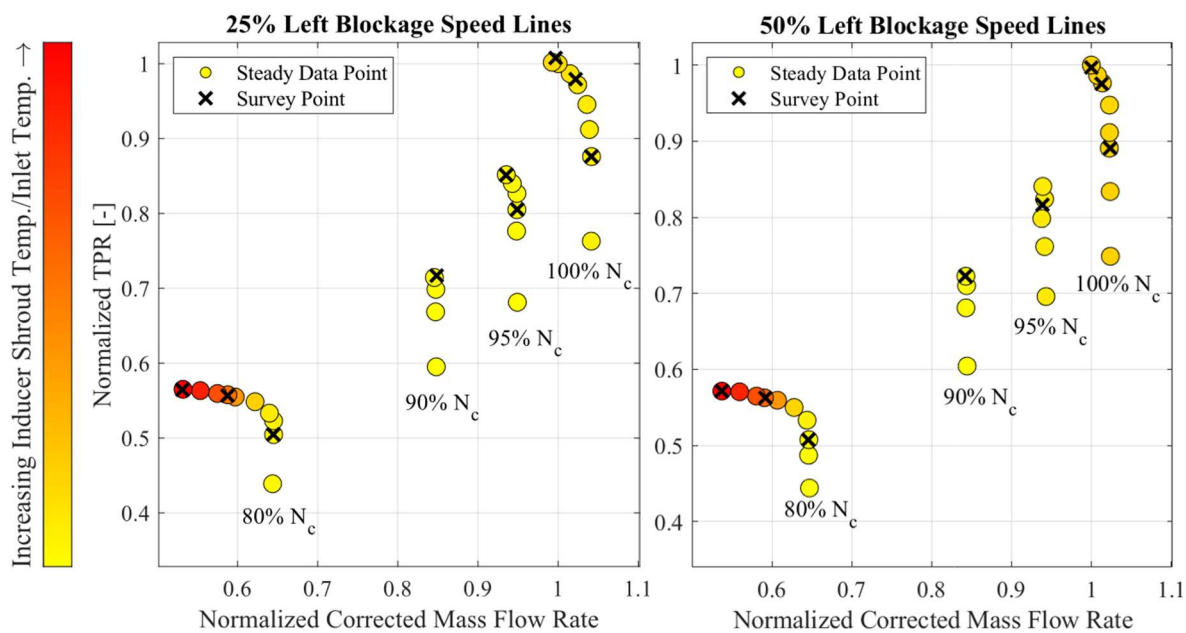 Increasing Inducer Shroud Temp./Inlet Temp. →
25% Left Blockage Speed Lines
Normalized TPR [-]
1
0.9
0.8
0.7
0.6
0.5
0.4
Steady Data Point
Survey Point
100% Nc
95% Nc
90% Nc
80% Nc
0.6 0.7 0.8 0.9 1 1.1
Normalized Corrected Mass Flow Rate
50% Left Blockage Speed Lines
1
0.9
0.8
0.7
0.6
0.5
0.4
Steady Data Point
Survey Point
100% Nc
95% Nc
90% Nc
80% Nc
0.6 0.7 0.8 0.9 1 1.1
Normalized Corrected Mass Flow Rate